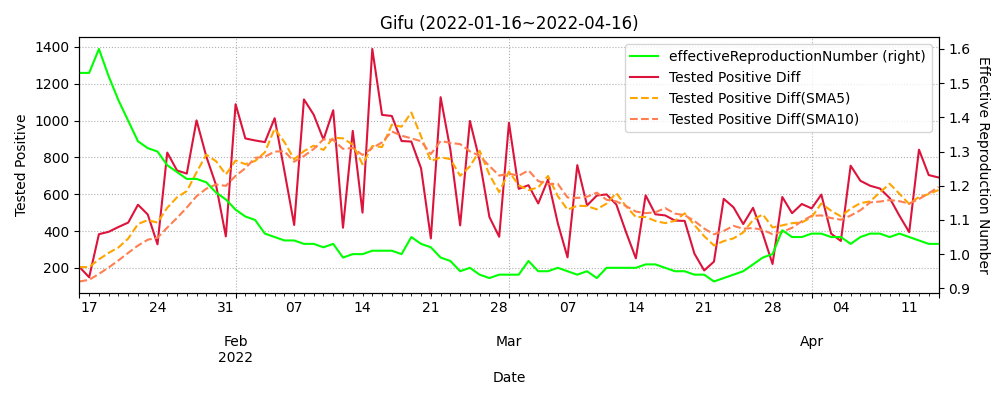 Gifu (2022-01-16~2022-04-16)
effectiveReproductionNumber (right)
Tested Positive Diff
Tested Positive Diff(SMA5)
Tested Positive Diff(SMA10)
Tested Positive
1400
1200
1000
800
600
400
200
Effective Reproduction Number
1.6
1.5
1.4
1.3
1.2
1.1
1.0
0.9
17 24 31 07 14 21 28 07 14 21 28 04 11
Feb Mar Apr
2022
Date